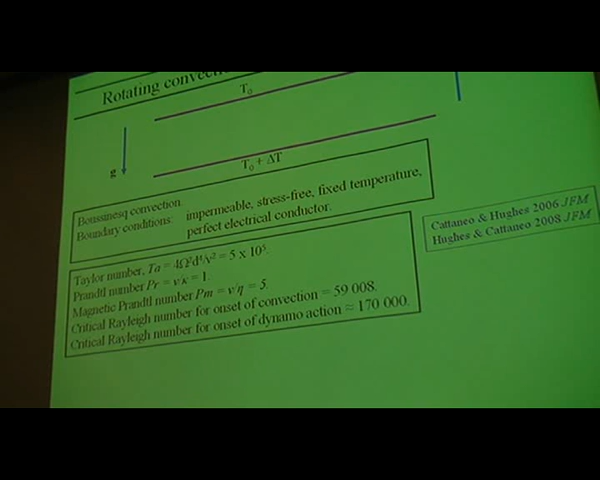 Rotating convec
T₀
g
T₀ + ΔT
Boussinesq convection.
Boundary conditions: impermeable, stress-free, fixed temperature,
perfect electrical conductor.
Cattaneo & Hughes 2006 JFM
Hughes & Cattaneo 2008 JFM
Taylor number, Ta = 4Ω²d⁴/ν² = 5 x 10⁵.
Prandtl number Pr = ν/κ = 1.
Magnetic Prandtl number Pm = ν/η = 5.
Critical Rayleigh number for onset of convection = 59 008.
Critical Rayleigh number for onset of dynamo action ≈ 170 000.